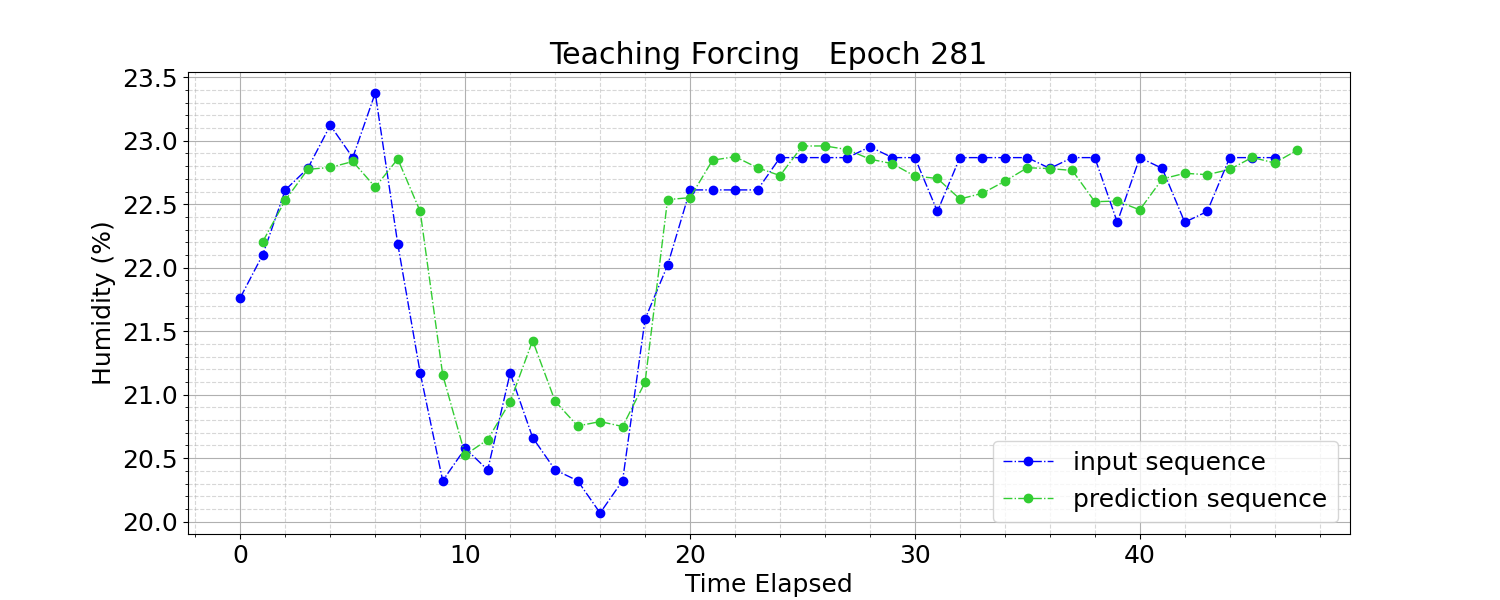 Teaching Forcing   Epoch 281
23.5
23.0
22.5
22.0
21.5
21.0
20.5
20.0
Humidity (%)
input sequence
prediction sequence
0 10 20 30 40
Time Elapsed